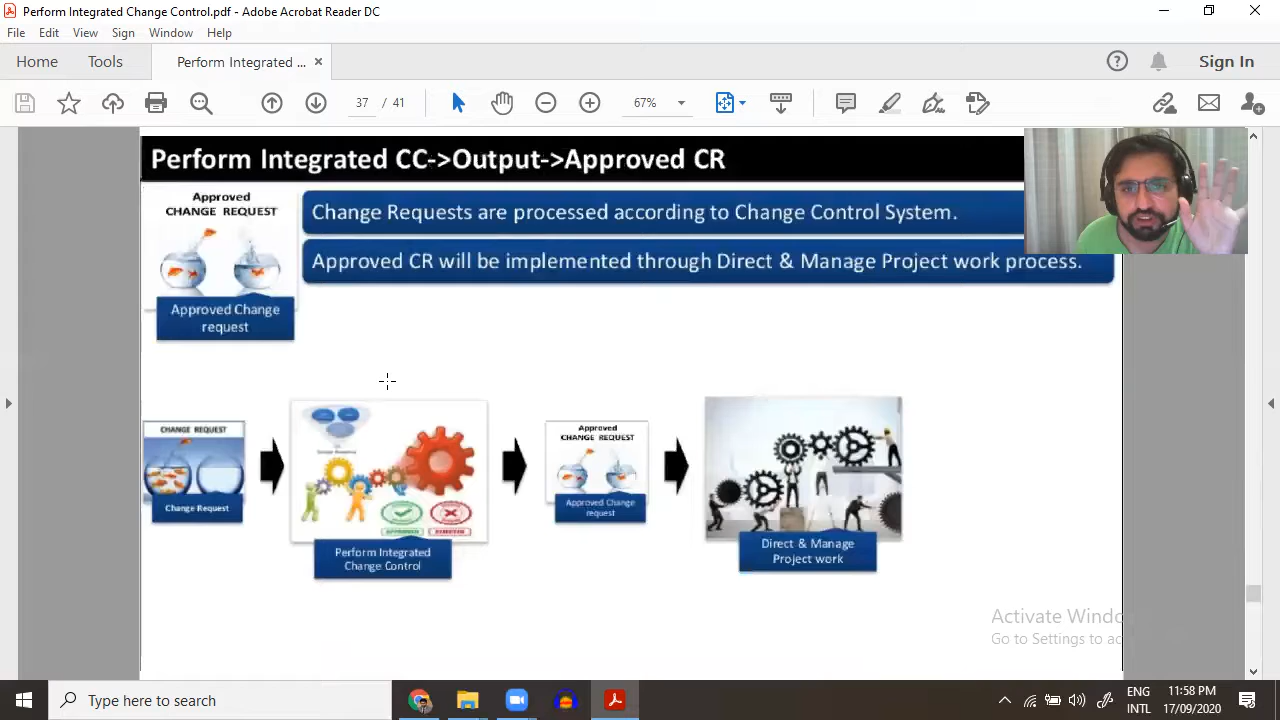 Perform Integrated Change Control.pdf - Adobe Acrobat Reader DC
File Edit View Sign Window Help
Home Tools Perform Integrated ... × Sign In
37 / 41 67%
Perform Integrated CC->Output->Approved CR
Approved
CHANGE REQUEST
Change Requests are processed according to Change Control System.
Approved CR will be implemented through Direct & Manage Project work process.
Approved Change
request
CHANGE REQUEST
Change Request
Perform Integrated
Change Control
Approved
CHANGE REQUEST
Approved Change
request
Direct & Manage
Project work
Activate Windo
Go to Settings to ac
Type here to search
ENG
INTL
11:58 PM
17/09/2020